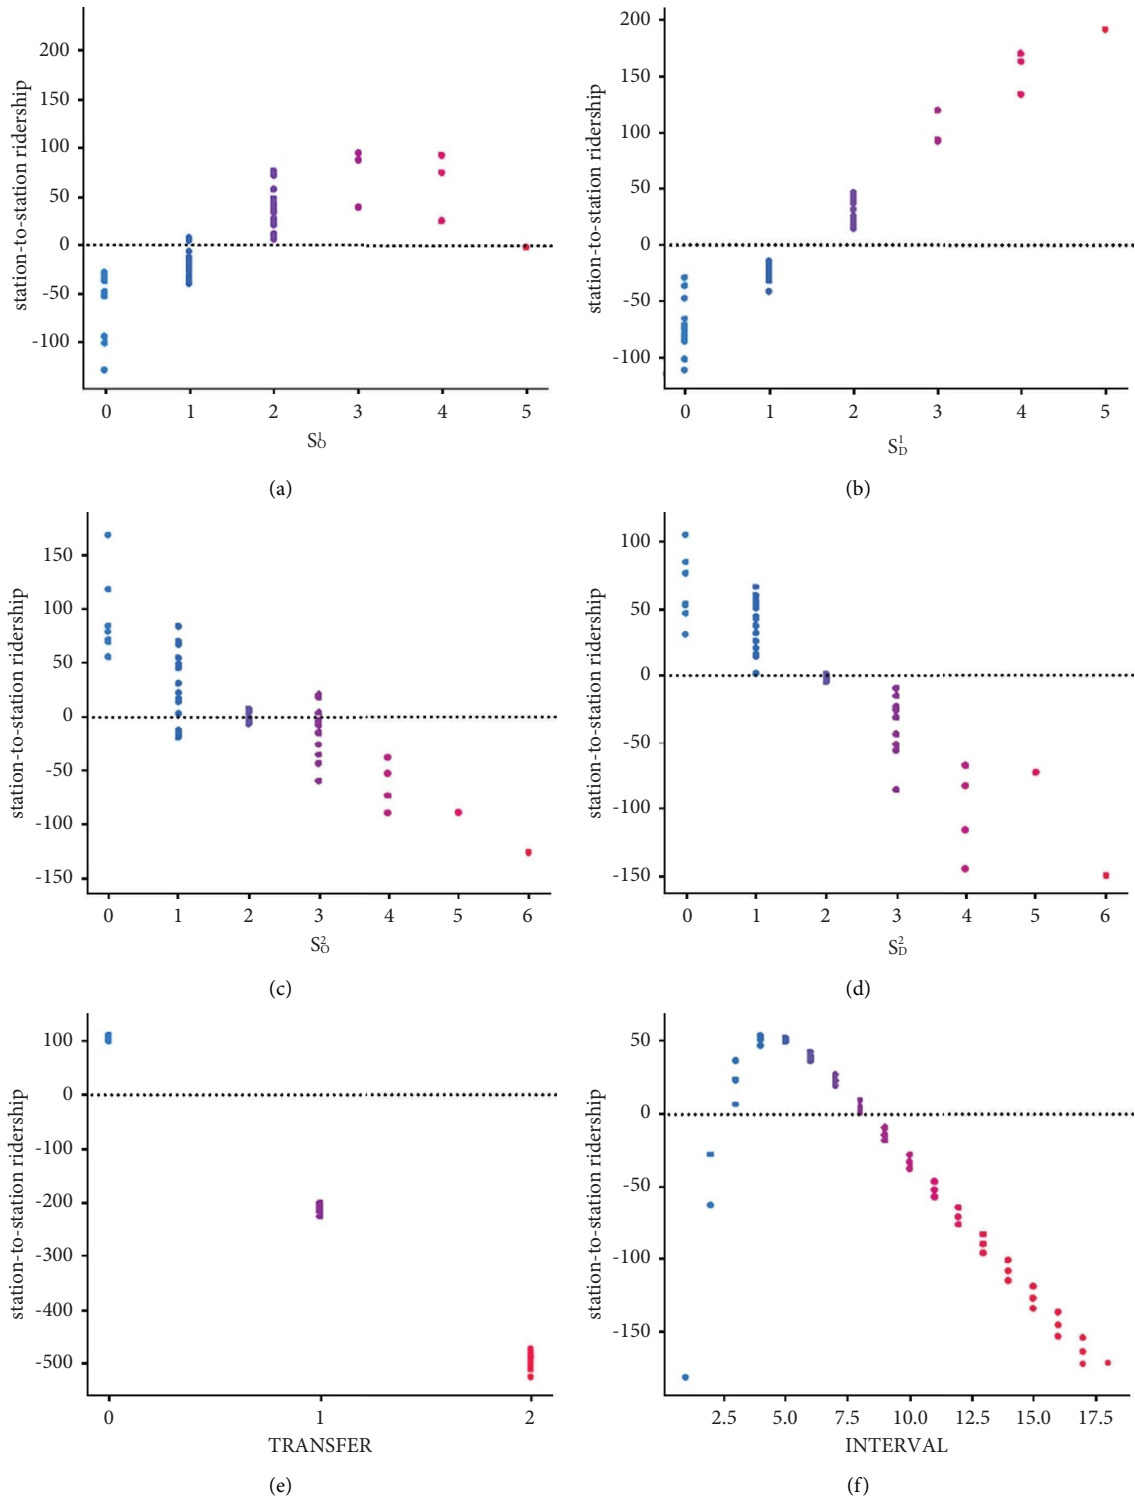 station-to-station ridership
200
150
100
50
0
-50
-100
0 1 2 3 4 5
S¹O
(a)
station-to-station ridership
200
150
100
50
0
-50
-100
0 1 2 3 4 5
S¹D
(b)
station-to-station ridership
150
100
50
0
-50
-100
-150
0 1 2 3 4 5 6
S²O
(c)
station-to-station ridership
100
50
0
-50
-100
-150
0 1 2 3 4 5 6
S²D
(d)
station-to-station ridership
100
0
-100
-200
-300
-400
-500
0 1 2
TRANSFER
(e)
station-to-station ridership
50
0
-50
-100
-150
2.5 5.0 7.5 10.0 12.5 15.0 17.5
INTERVAL
(f)